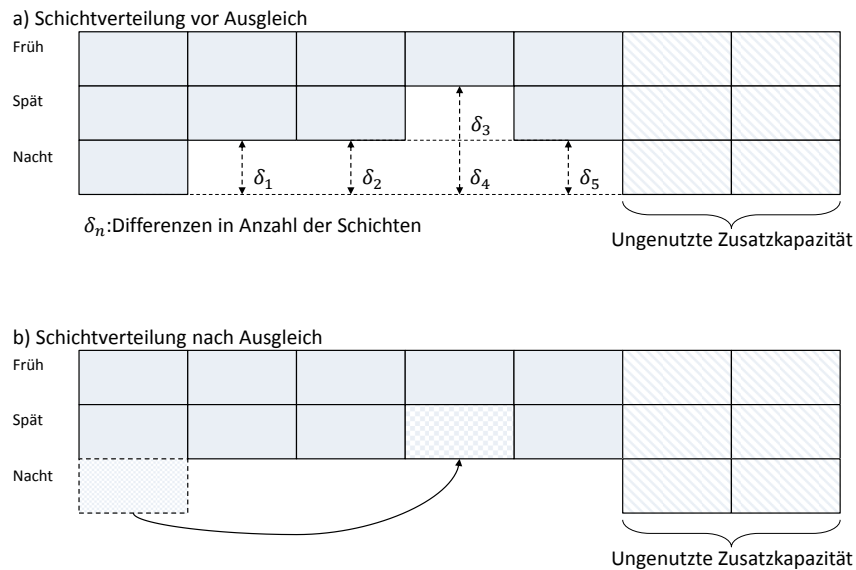 a) Schichtverteilung vor Ausgleich
Früh
Spät
Nacht
δ3
δ1
δ2
δ4
δ5
δn:Differenzen in Anzahl der Schichten
Ungenutzte Zusatzkapazität
b) Schichtverteilung nach Ausgleich
Früh
Spät
Nacht
Ungenutzte Zusatzkapazität